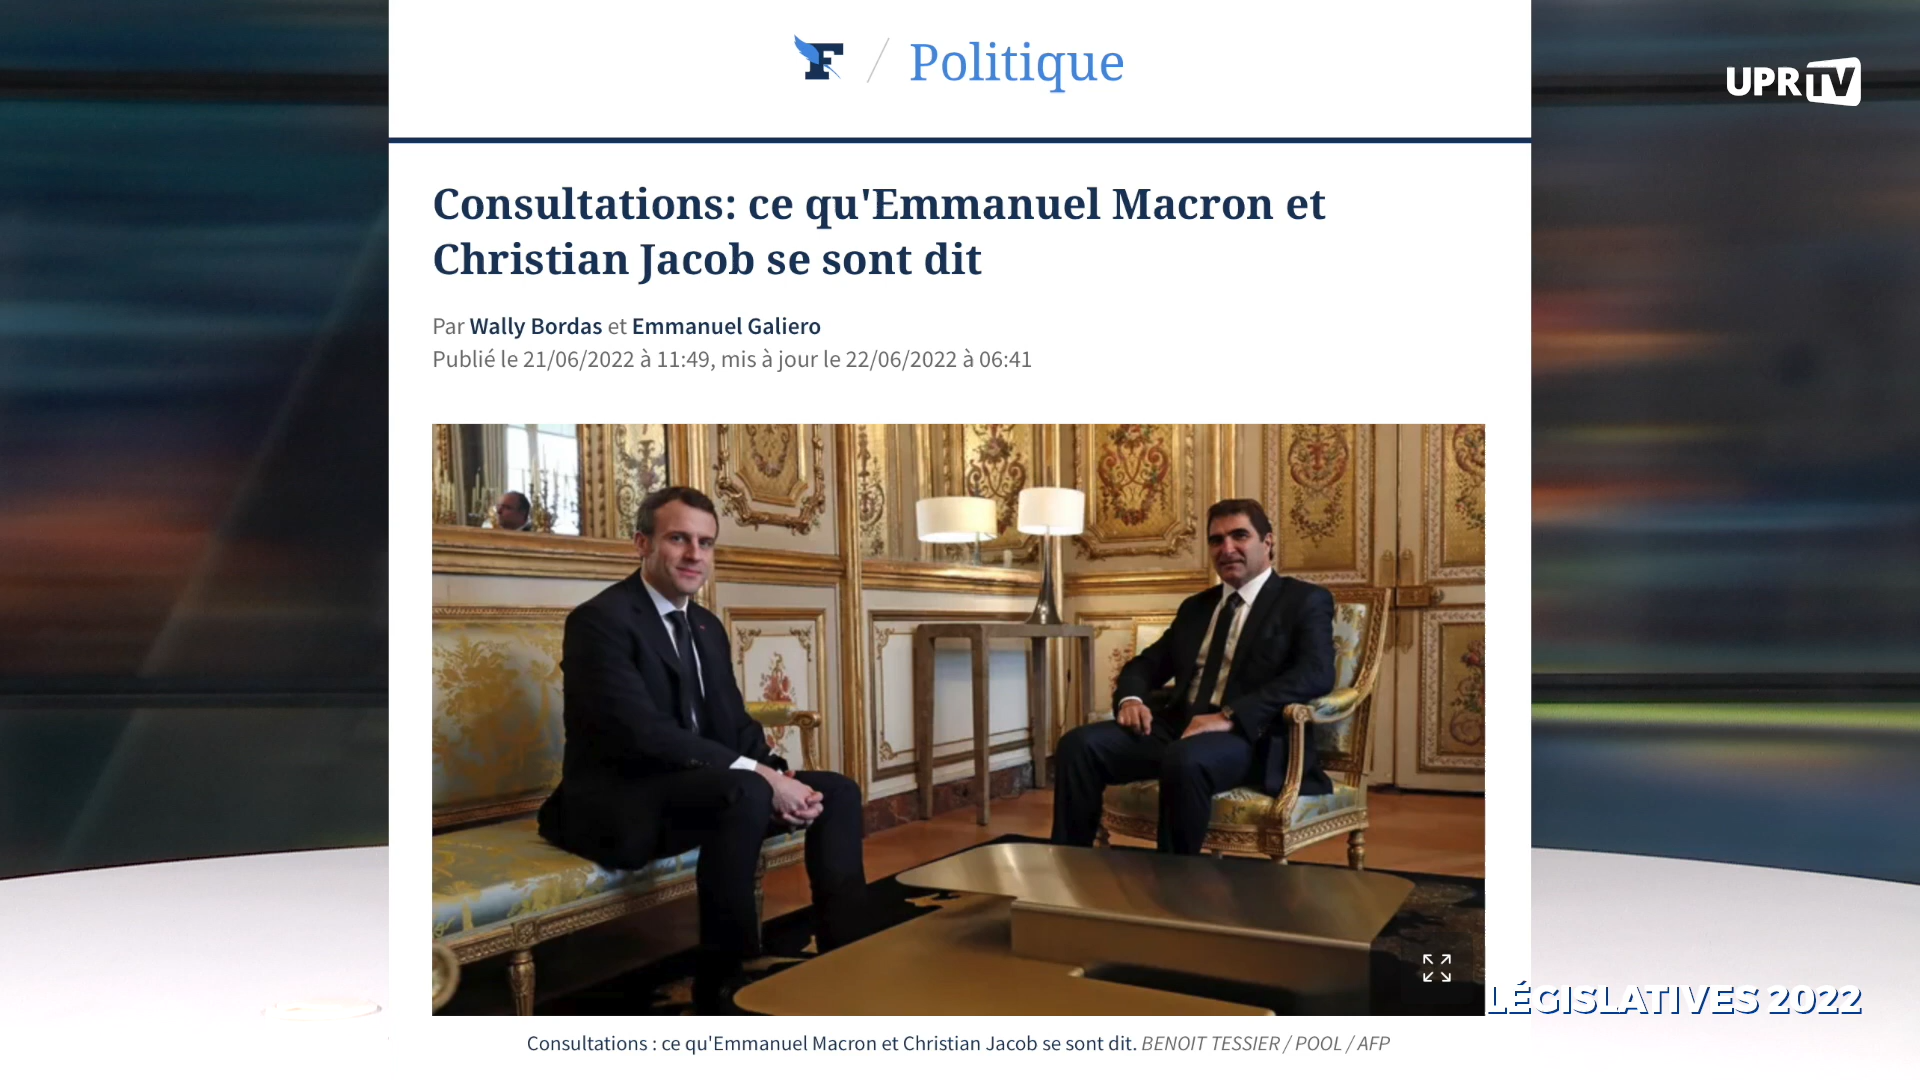 F / Politique
UPR TV
Consultations: ce qu'Emmanuel Macron et
Christian Jacob se sont dit
Par Wally Bordas et Emmanuel Galiero
Publié le 21/06/2022 à 11:49, mis à jour le 22/06/2022 à 06:41
LÉGISLATIVES 2022
Consultations : ce qu'Emmanuel Macron et Christian Jacob se sont dit. BENOIT TESSIER / POOL / AFP